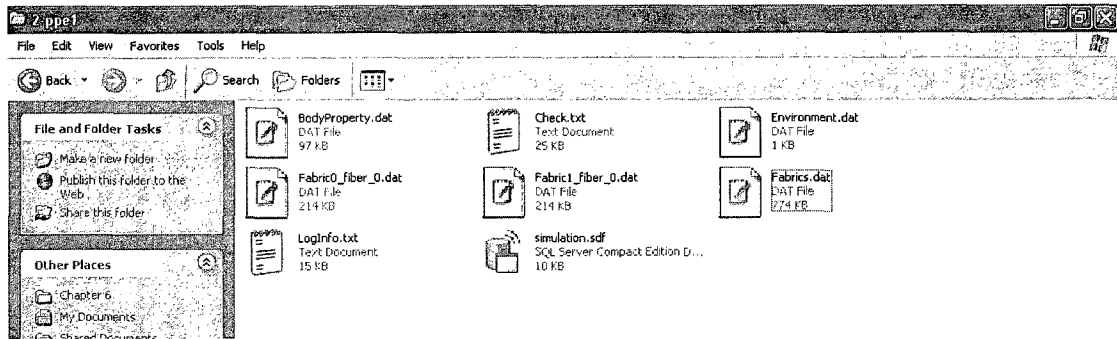 2-ppe1
File Edit View Favorites Tools Help
Back Search Folders
File and Folder Tasks
Make a new folder
Publish this folder to the
Web
Share this folder
Other Places
Chapter 6
My Documents
Shared Documents
BodyProperty.dat
DAT File
97 KB
Check.txt
Text Document
25 KB
Environment.dat
DAT File
1 KB
Fabric0_fiber_0.dat
DAT File
214 KB
Fabric1_fiber_0.dat
DAT File
214 KB
Fabrics.dat
DAT File
774 KB
LogInfo.txt
Text Document
15 KB
simulation.sdf
SQL Server Compact Edition D...
10 KB